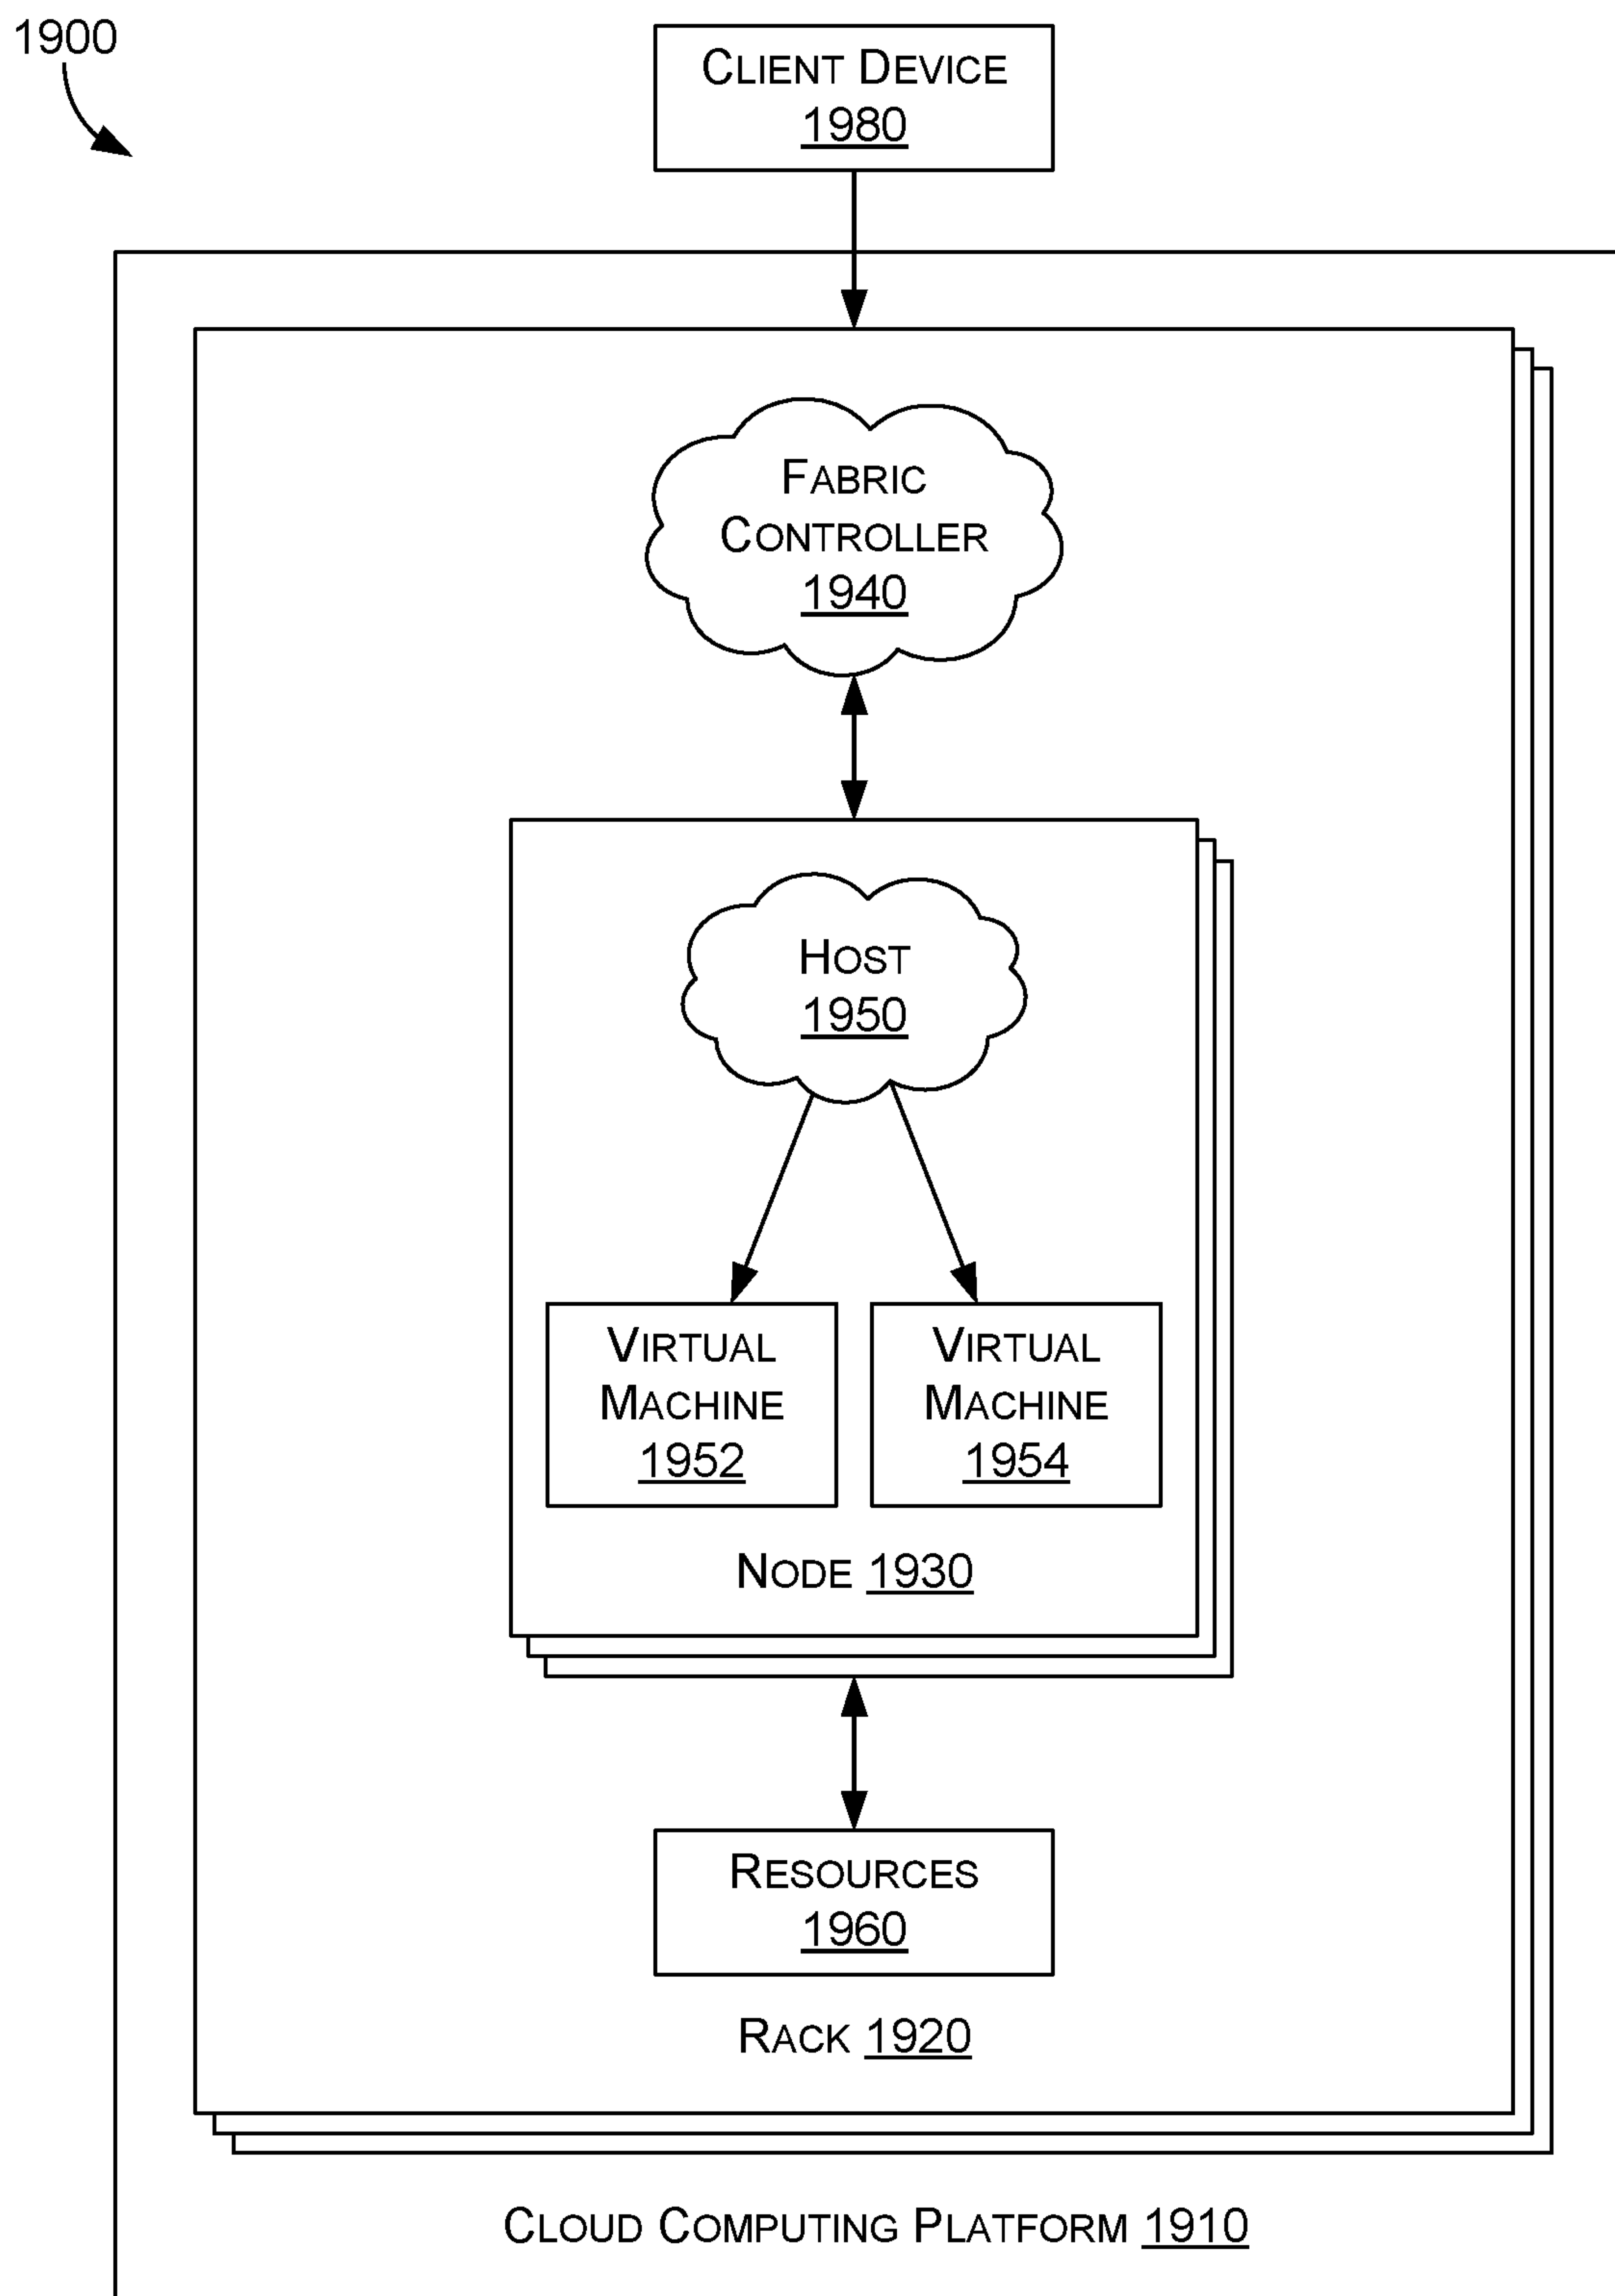 1900
CLIENT DEVICE
1980
FABRIC
CONTROLLER
1940
HOST
1950
VIRTUAL
MACHINE
1952
VIRTUAL
MACHINE
1954
NODE 1930
RESOURCES
1960
RACK 1920
CLOUD COMPUTING PLATFORM 1910